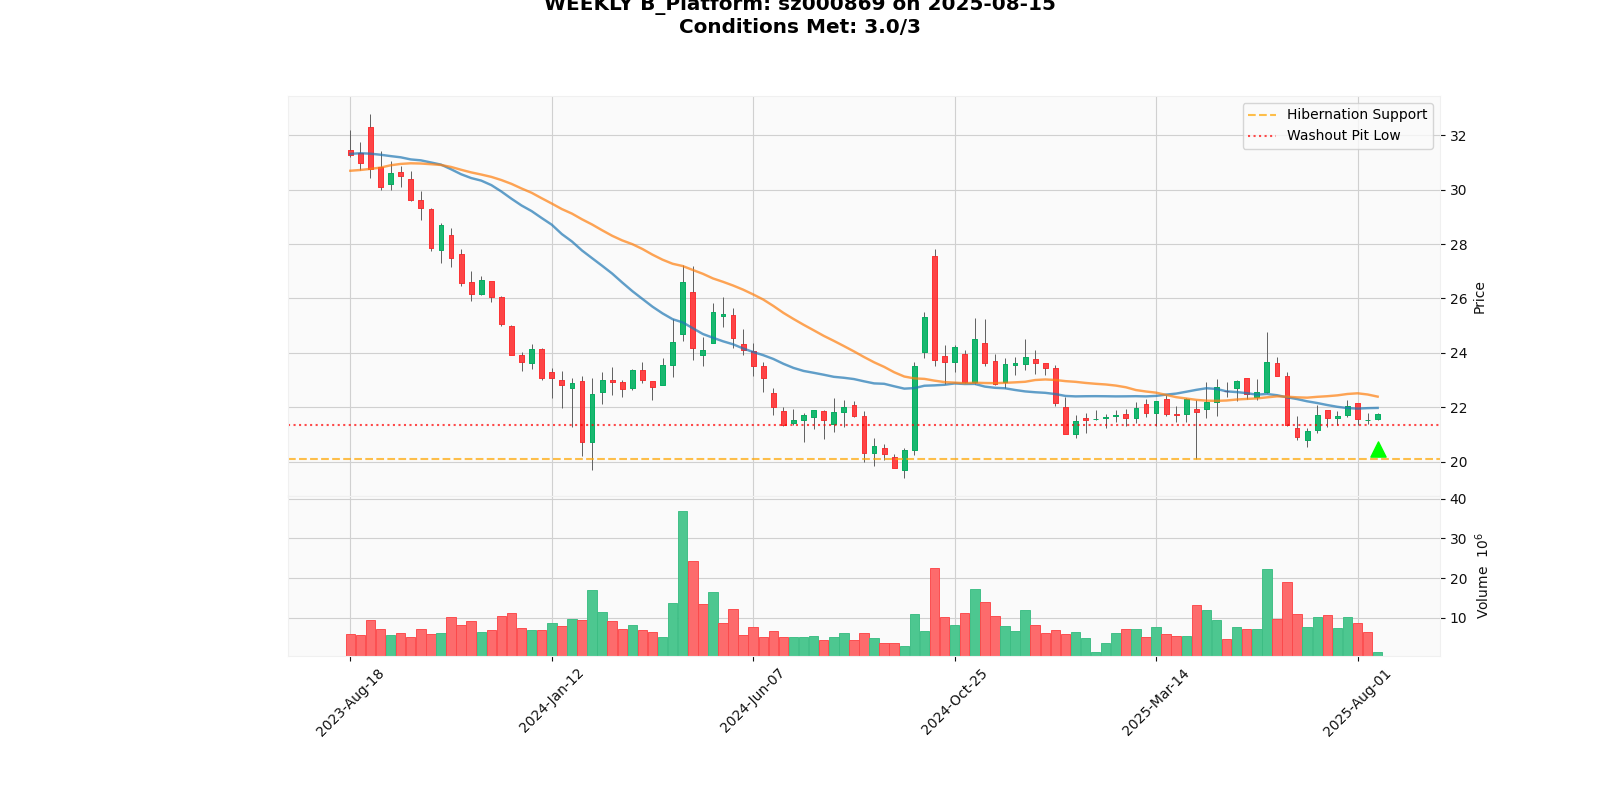 WEEKLY B_Platform: sz000869 on 2025-08-15
Conditions Met: 3.0/3
Hibernation Support
Washout Pit Low
32
30
28
26
24
22
20
Price
40
30
20
10
Volume 10⁶
2023-Aug-18
2024-Jan-12
2024-Jun-07
2024-Oct-25
2025-Mar-14
2025-Aug-01